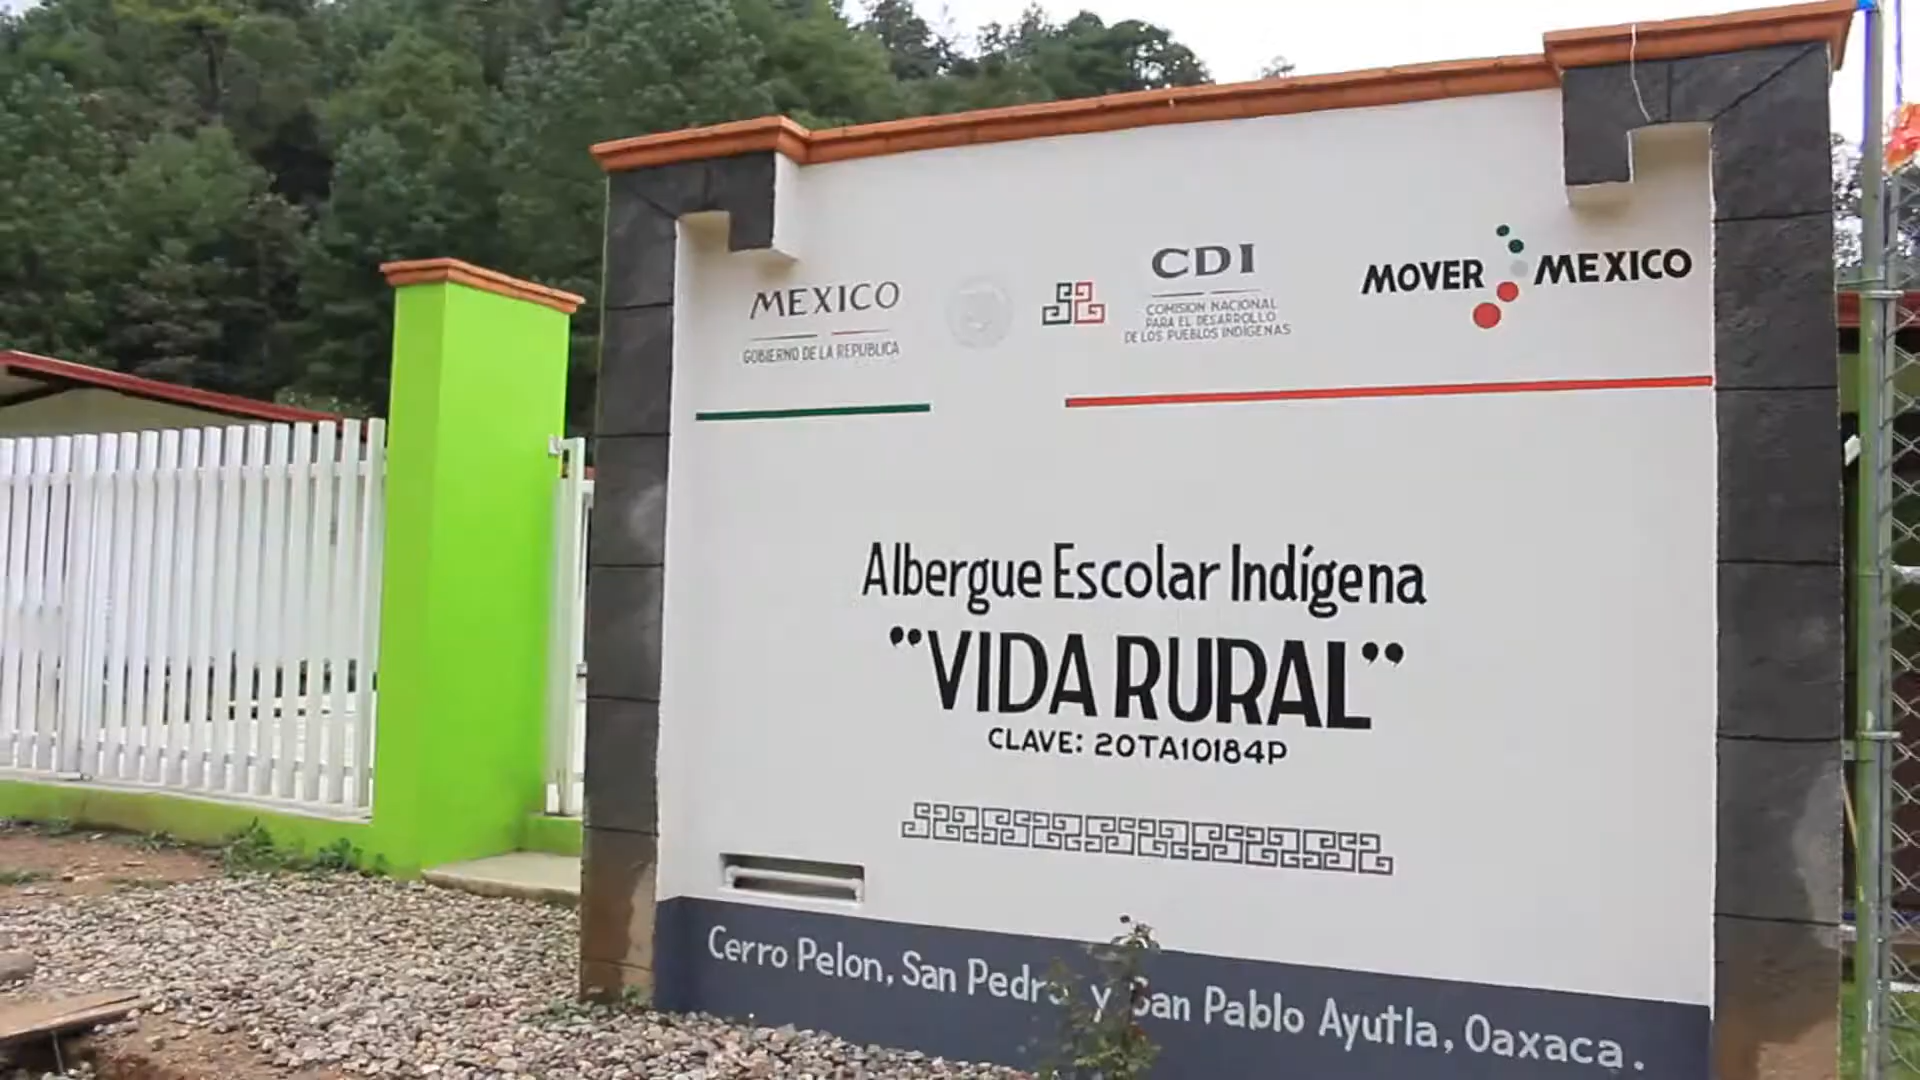 MEXICO
GOBIERNO DE LA REPUBLICA
CDI
COMISION NACIONAL
PARA EL DESARROLLO
DE LOS PUEBLOS INDÍGENAS
MOVER MEXICO
Albergue Escolar Indígena
"VIDA RURAL"
CLAVE: 20TA10184P
Cerro Pelon, San Pedro y San Pablo Ayutla, Oaxaca.